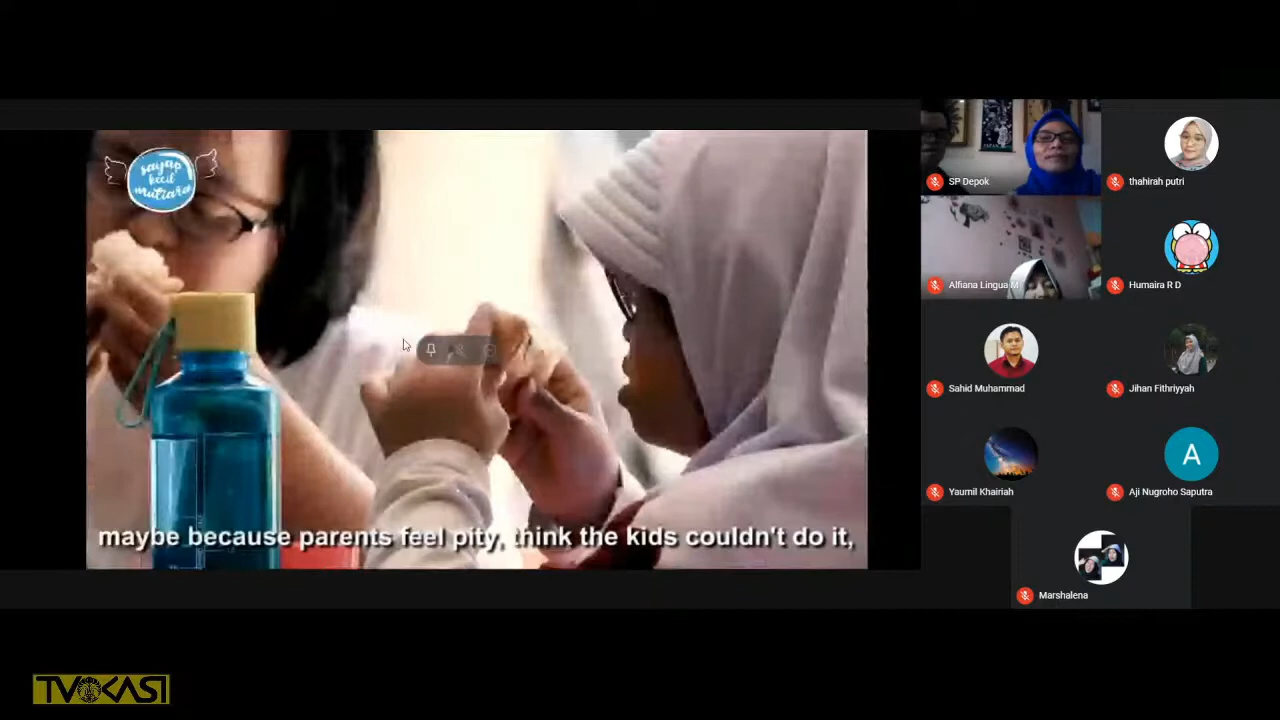 sayap
kecil
mutiara
maybe because parents feel pity, think the kids couldn't do it,
SP Depok
thahirah putri
Alfiana Lingua M
Humaira R D
Sahid Muhammad
Jihan Fithriyyah
Yaumil Khairiah
A
Aji Nugroho Saputra
Marshalena
TVOKASI